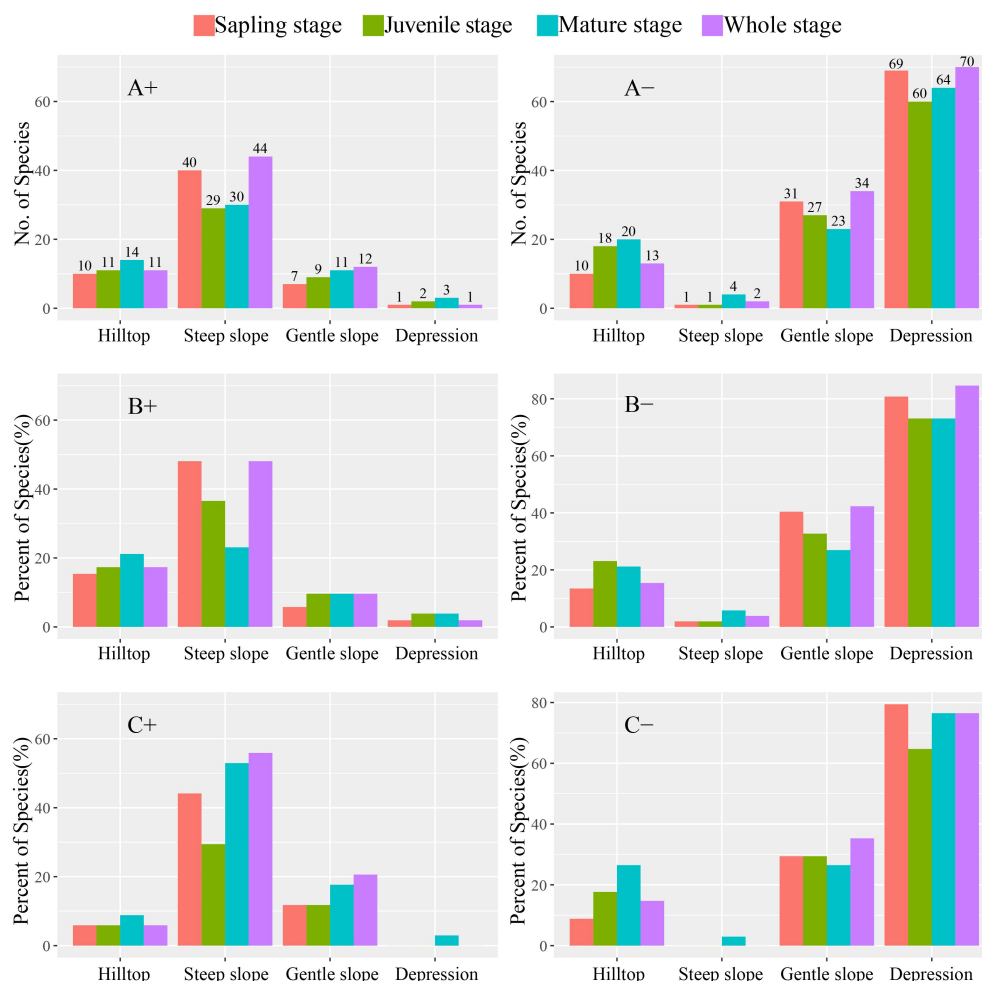 Sapling stage Juvenile stage Mature stage Whole stage
A+
No. of Species
60
40
20
0
10 11 14 11
40 29 30 44
7 9 11 12
1 2 3 1
Hilltop Steep slope Gentle slope Depression
A−
No. of Species
60
40
20
0
10 18 20 13
1 1 4 2
31 27 23 34
69 60 64 70
Hilltop Steep slope Gentle slope Depression
B+
Percent of Species(%)
60
40
20
0
Hilltop Steep slope Gentle slope Depression
B−
Percent of Species(%)
80
60
40
20
0
Hilltop Steep slope Gentle slope Depression
C+
Percent of Species(%)
60
40
20
0
Hilltop Steep slope Gentle slope Depression
C−
Percent of Species(%)
80
60
40
20
0
Hilltop Steep slope Gentle slope Depression